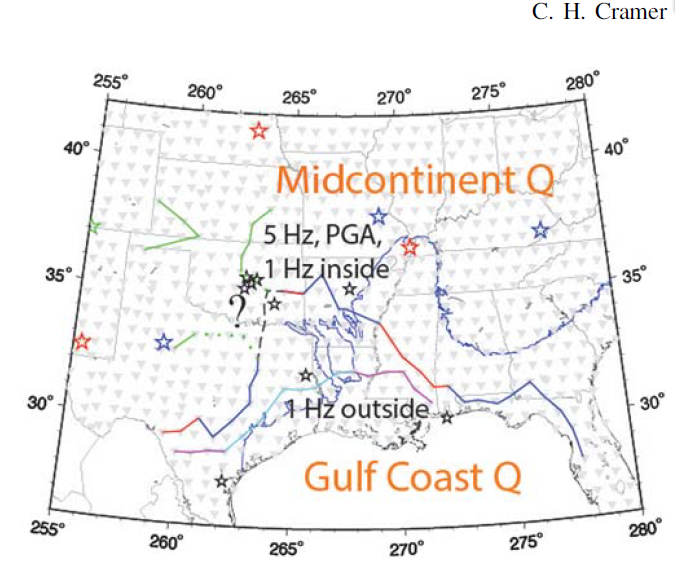 C. H. Cramer
255° 260° 265° 270° 275° 280°
40° 40°
Midcontinent Q
5 Hz, PGA,
1 Hz inside
35° 35°
?
30° 30°
1 Hz outside
Gulf Coast Q
255° 260° 265° 270° 275° 280°